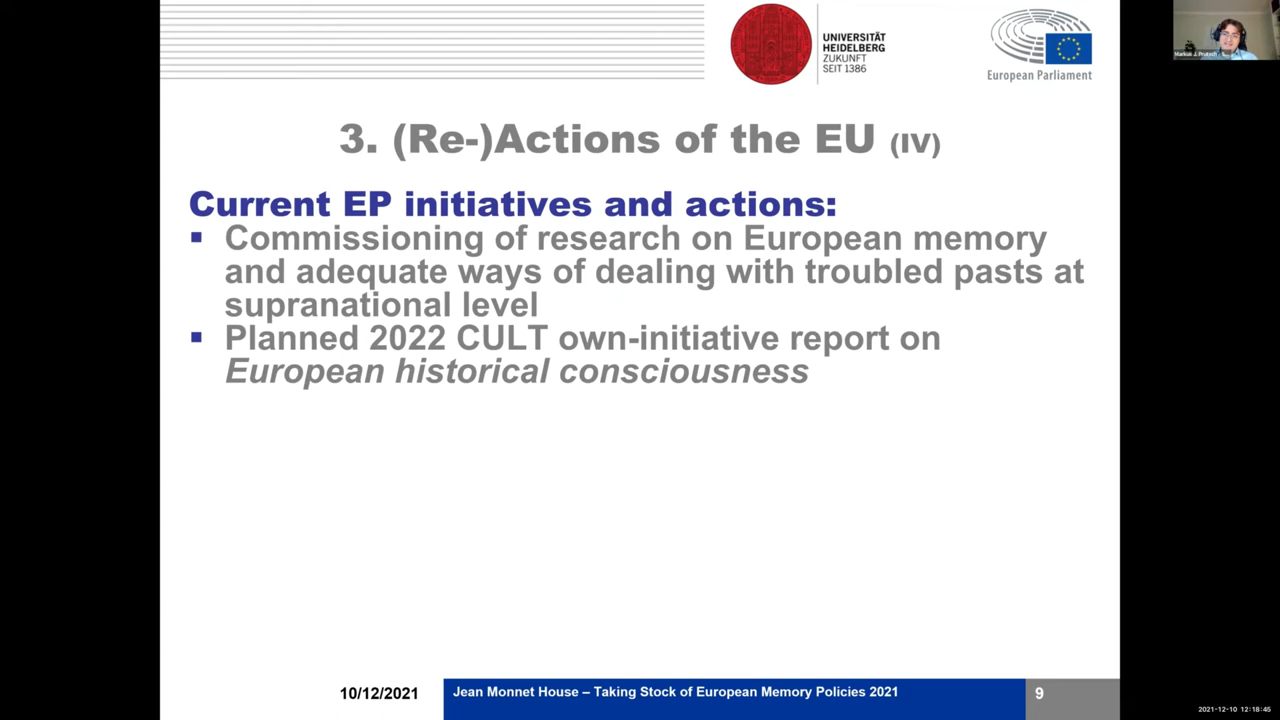 UNIVERSITÄT
HEIDELBERG
ZUKUNFT
SEIT 1386
European Parliament
Markus J. Prutsch
3. (Re-)Actions of the EU (IV)
Current EP initiatives and actions:
▪ Commissioning of research on European memory
and adequate ways of dealing with troubled pasts at
supranational level
▪ Planned 2022 CULT own-initiative report on
European historical consciousness
10/12/2021
Jean Monnet House – Taking Stock of European Memory Policies 2021
9
2021-12-10 12:18:45